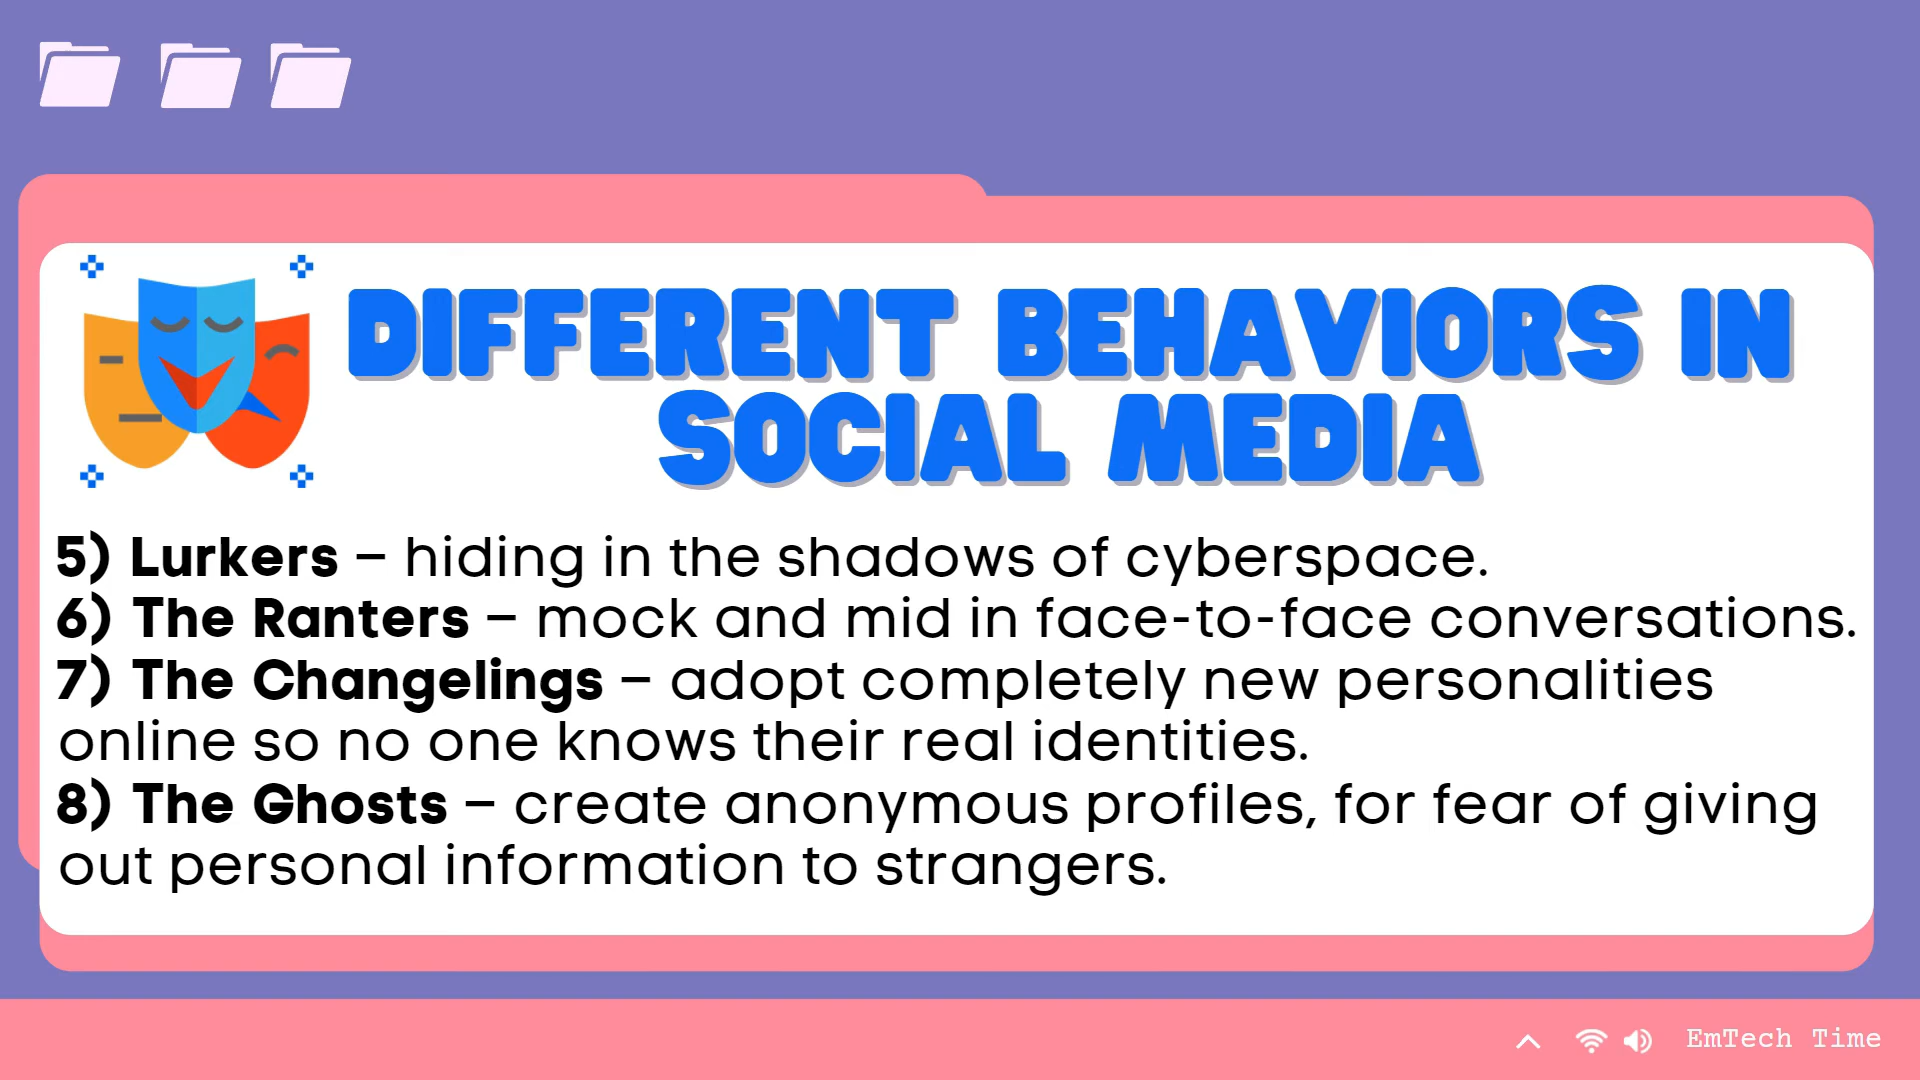 DIFFERENT BEHAVIORS IN
SOCIAL MEDIA
5) Lurkers – hiding in the shadows of cyberspace.
6) The Ranters – mock and mid in face-to-face conversations.
7) The Changelings – adopt completely new personalities
online so no one knows their real identities.
8) The Ghosts – create anonymous profiles, for fear of giving
out personal information to strangers.
EmTech Time